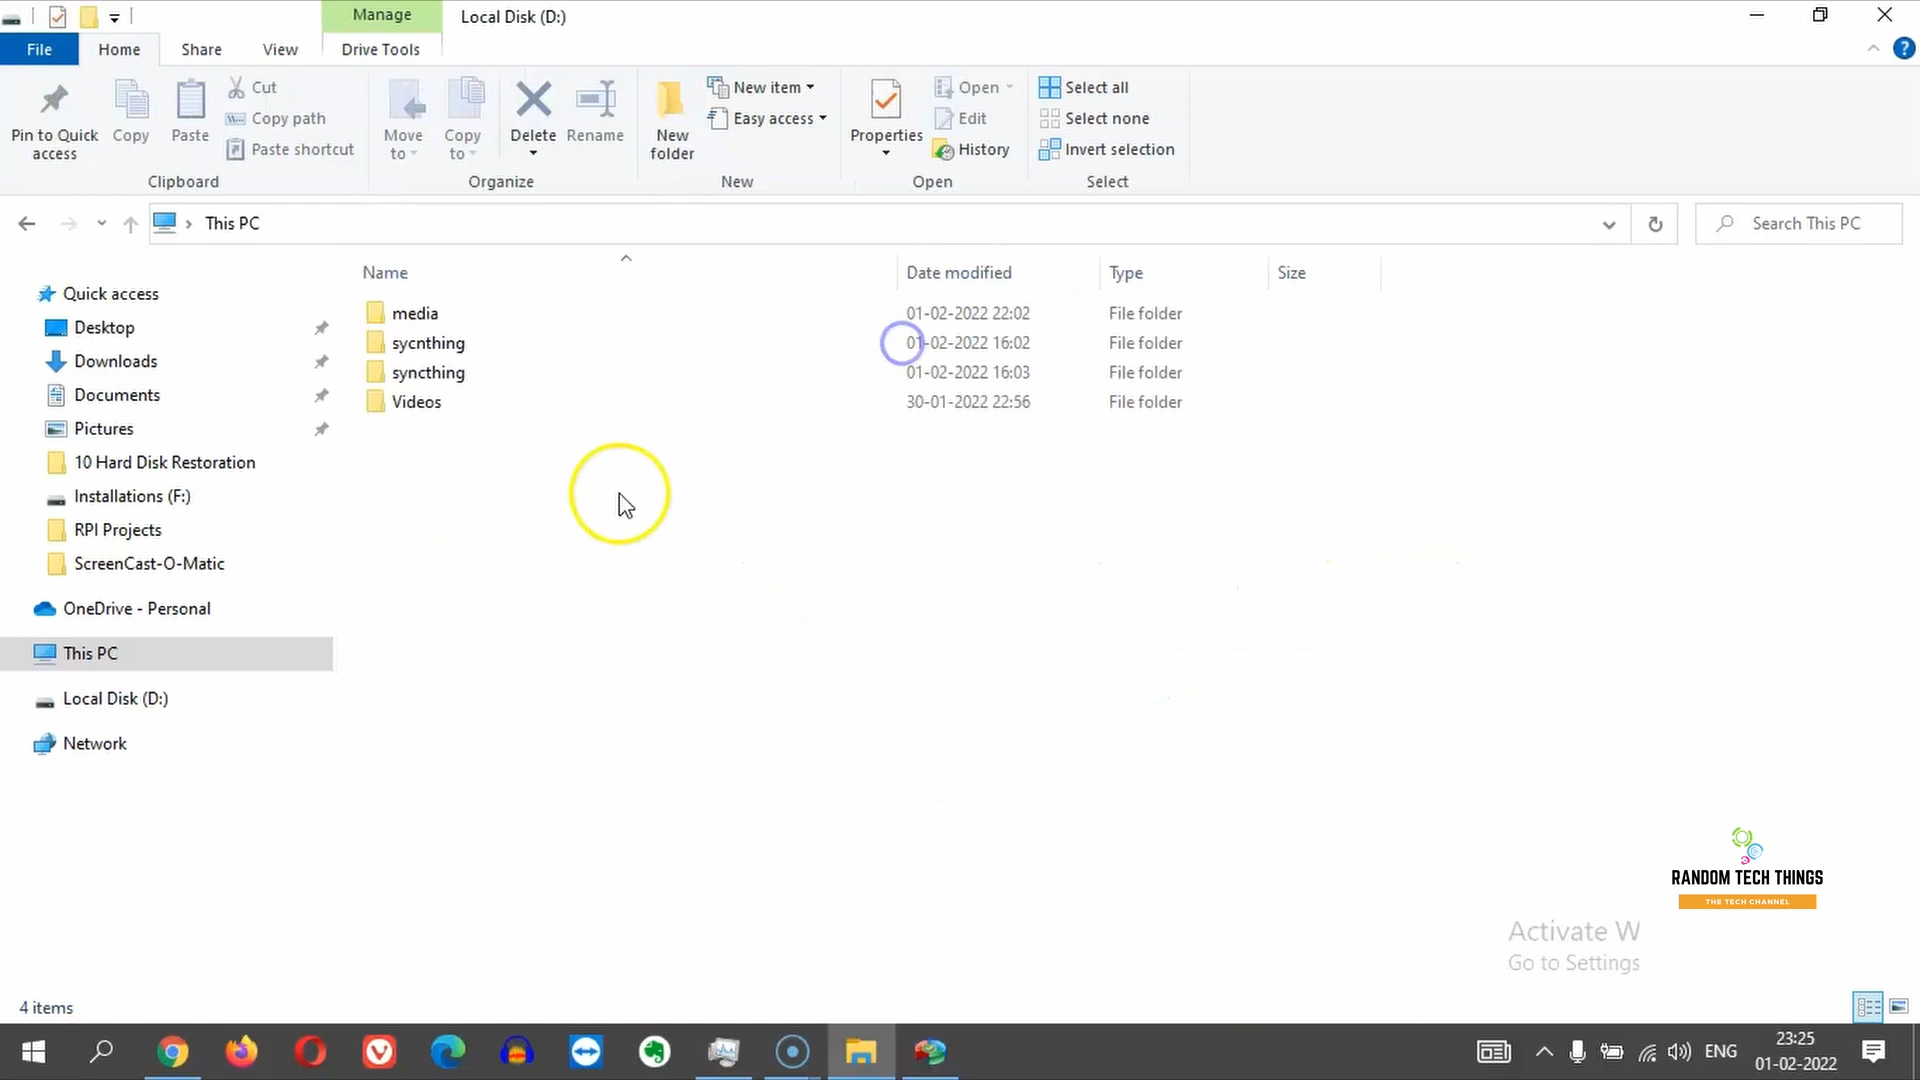 Manage
Local Disk (D:)
File
Home
Share
View
Drive Tools
Pin to Quick access
Copy
Paste
Cut
Copy path
Paste shortcut
Clipboard
Move to
Copy to
Delete
Rename
Organize
New folder
New item
Easy access
New
Properties
Open
Edit
History
Open
Select all
Select none
Invert selection
Select
This PC
Search This PC
Name
Date modified
Type
Size
media 01-02-2022 22:02 File folder
sycnthing 01-02-2022 16:02 File folder
syncthing 01-02-2022 16:03 File folder
Videos 30-01-2022 22:56 File folder
Quick access
Desktop
Downloads
Documents
Pictures
10 Hard Disk Restoration
Installations (F:)
RPI Projects
ScreenCast-O-Matic
OneDrive - Personal
This PC
Local Disk (D:)
Network
RANDOM TECH THINGS
THE TECH CHANNEL
Activate W
Go to Settings
4 items
ENG
23:25
01-02-2022